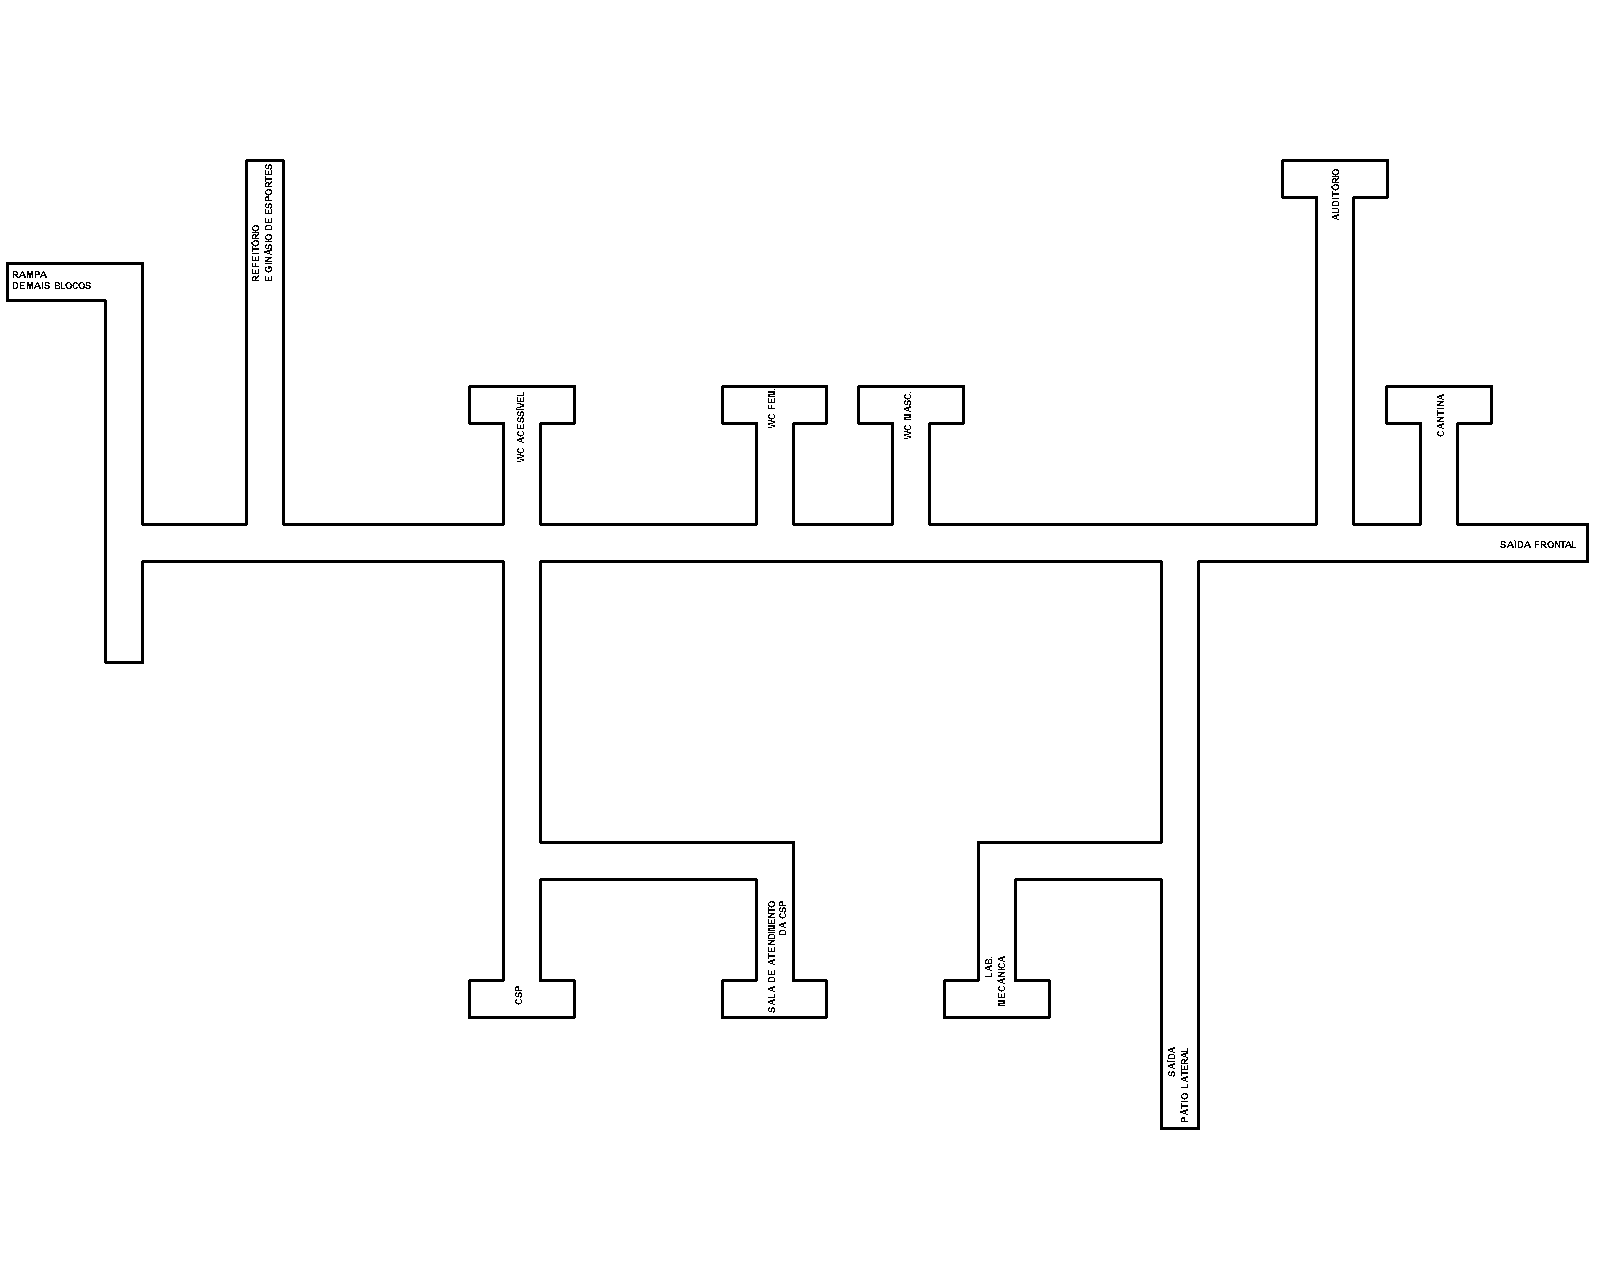 REFEITÓRIO
E GINÁSIO DE ESPORTES
AUDITÓRIO
RAMPA
DEMAIS BLOCOS
WC ACESSÍVEL
WC FEM.
WC MASC.
CANTINA
SAÍDA FRONTAL
CSP
SALA DE ATENDIMENTO
DA CSP
LAB.
MECÂNICA
SAÍDA
PÁTIO LATERAL